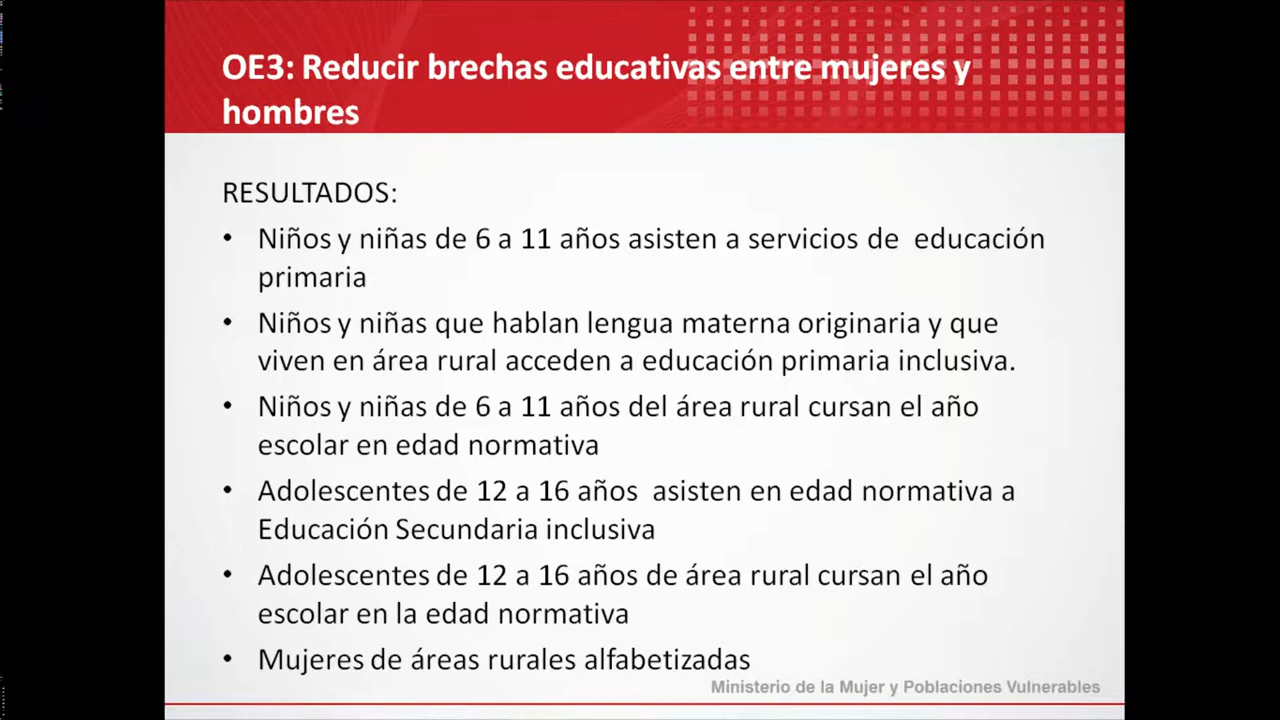 OE3: Reducir brechas educativas entre mujeres y
hombres
RESULTADOS:
• Niños y niñas de 6 a 11 años asisten a servicios de educación
primaria
• Niños y niñas que hablan lengua materna originaria y que
viven en área rural acceden a educación primaria inclusiva.
• Niños y niñas de 6 a 11 años del área rural cursan el año
escolar en edad normativa
• Adolescentes de 12 a 16 años asisten en edad normativa a
Educación Secundaria inclusiva
• Adolescentes de 12 a 16 años de área rural cursan el año
escolar en la edad normativa
• Mujeres de áreas rurales alfabetizadas
Ministerio de la Mujer y Poblaciones Vulnerables